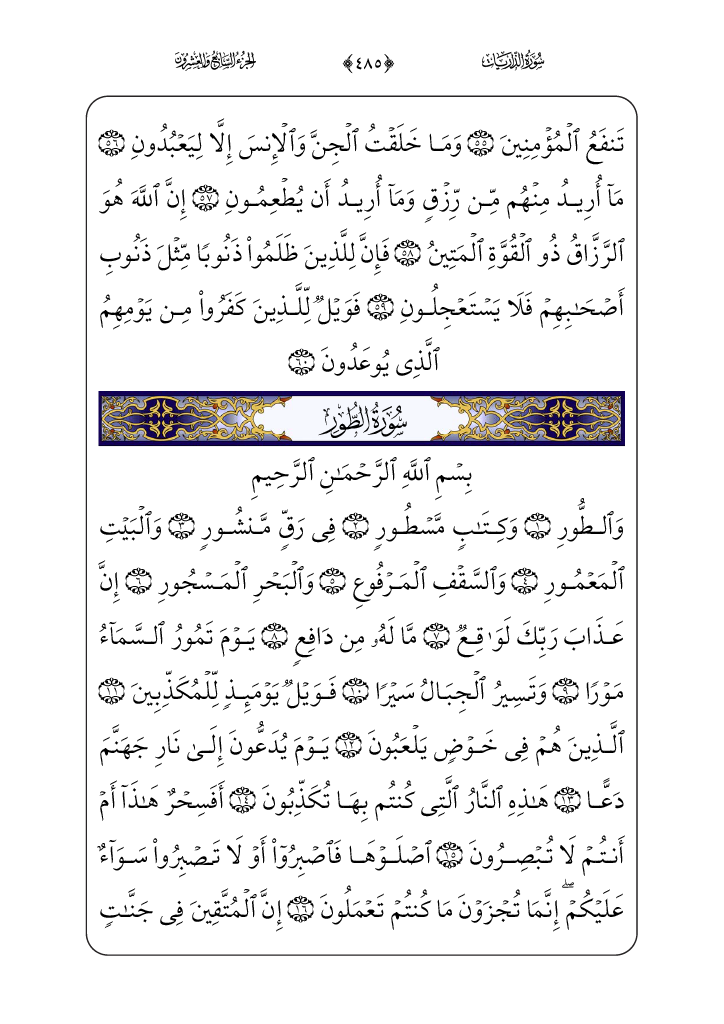 سُورَةُ الذَّارِيَاتِ ﴿٤٨٥﴾ الجُزْءُ السَّابِعُ وَالعِشْرُونَ
تَنفَعُ ٱلْمُؤْمِنِينَ ۝٥٥ وَمَا خَلَقْتُ ٱلْجِنَّ وَٱلْإِنسَ إِلَّا لِيَعْبُدُونِ ۝٥٦
مَآ أُرِيدُ مِنْهُم مِّن رِّزْقٍ وَمَآ أُرِيدُ أَن يُطْعِمُونِ ۝٥٧ إِنَّ ٱللَّهَ هُوَ
ٱلرَّزَّاقُ ذُو ٱلْقُوَّةِ ٱلْمَتِينُ ۝٥٨ فَإِنَّ لِلَّذِينَ ظَلَمُوا۟ ذَنُوبًا مِّثْلَ ذَنُوبِ
أَصْحَٰبِهِمْ فَلَا يَسْتَعْجِلُونِ ۝٥٩ فَوَيْلٌ لِّلَّذِينَ كَفَرُوا۟ مِن يَوْمِهِمُ
ٱلَّذِى يُوعَدُونَ ۝٦٠
سُورَةُ الطُّورِ
بِسْمِ ٱللَّهِ ٱلرَّحْمَٰنِ ٱلرَّحِيمِ
وَٱلطُّورِ ۝١ وَكِتَٰبٍ مَّسْطُورٍ ۝٢ فِى رَقٍّ مَّنشُورٍ ۝٣ وَٱلْبَيْتِ
ٱلْمَعْمُورِ ۝٤ وَٱلسَّقْفِ ٱلْمَرْفُوعِ ۝٥ وَٱلْبَحْرِ ٱلْمَسْجُورِ ۝٦ إِنَّ
عَذَابَ رَبِّكَ لَوَٰقِعٌ ۝٧ مَّا لَهُۥ مِن دَافِعٍ ۝٨ يَوْمَ تَمُورُ ٱلسَّمَآءُ
مَوْرًا ۝٩ وَتَسِيرُ ٱلْجِبَالُ سَيْرًا ۝١٠ فَوَيْلٌ يَوْمَئِذٍ لِّلْمُكَذِّبِينَ ۝١١
ٱلَّذِينَ هُمْ فِى خَوْضٍ يَلْعَبُونَ ۝١٢ يَوْمَ يُدَعُّونَ إِلَىٰ نَارِ جَهَنَّمَ
دَعًّا ۝١٣ هَٰذِهِ ٱلنَّارُ ٱلَّتِى كُنتُم بِهَا تُكَذِّبُونَ ۝١٤ أَفَسِحْرٌ هَٰذَآ أَمْ
أَنتُمْ لَا تُبْصِرُونَ ۝١٥ ٱصْلَوْهَا فَٱصْبِرُوٓا۟ أَوْ لَا تَصْبِرُوا۟ سَوَآءٌ
عَلَيْكُمْ ۖ إِنَّمَا تُجْزَوْنَ مَا كُنتُمْ تَعْمَلُونَ ۝١٦ إِنَّ ٱلْمُتَّقِينَ فِى جَنَّٰتٍ